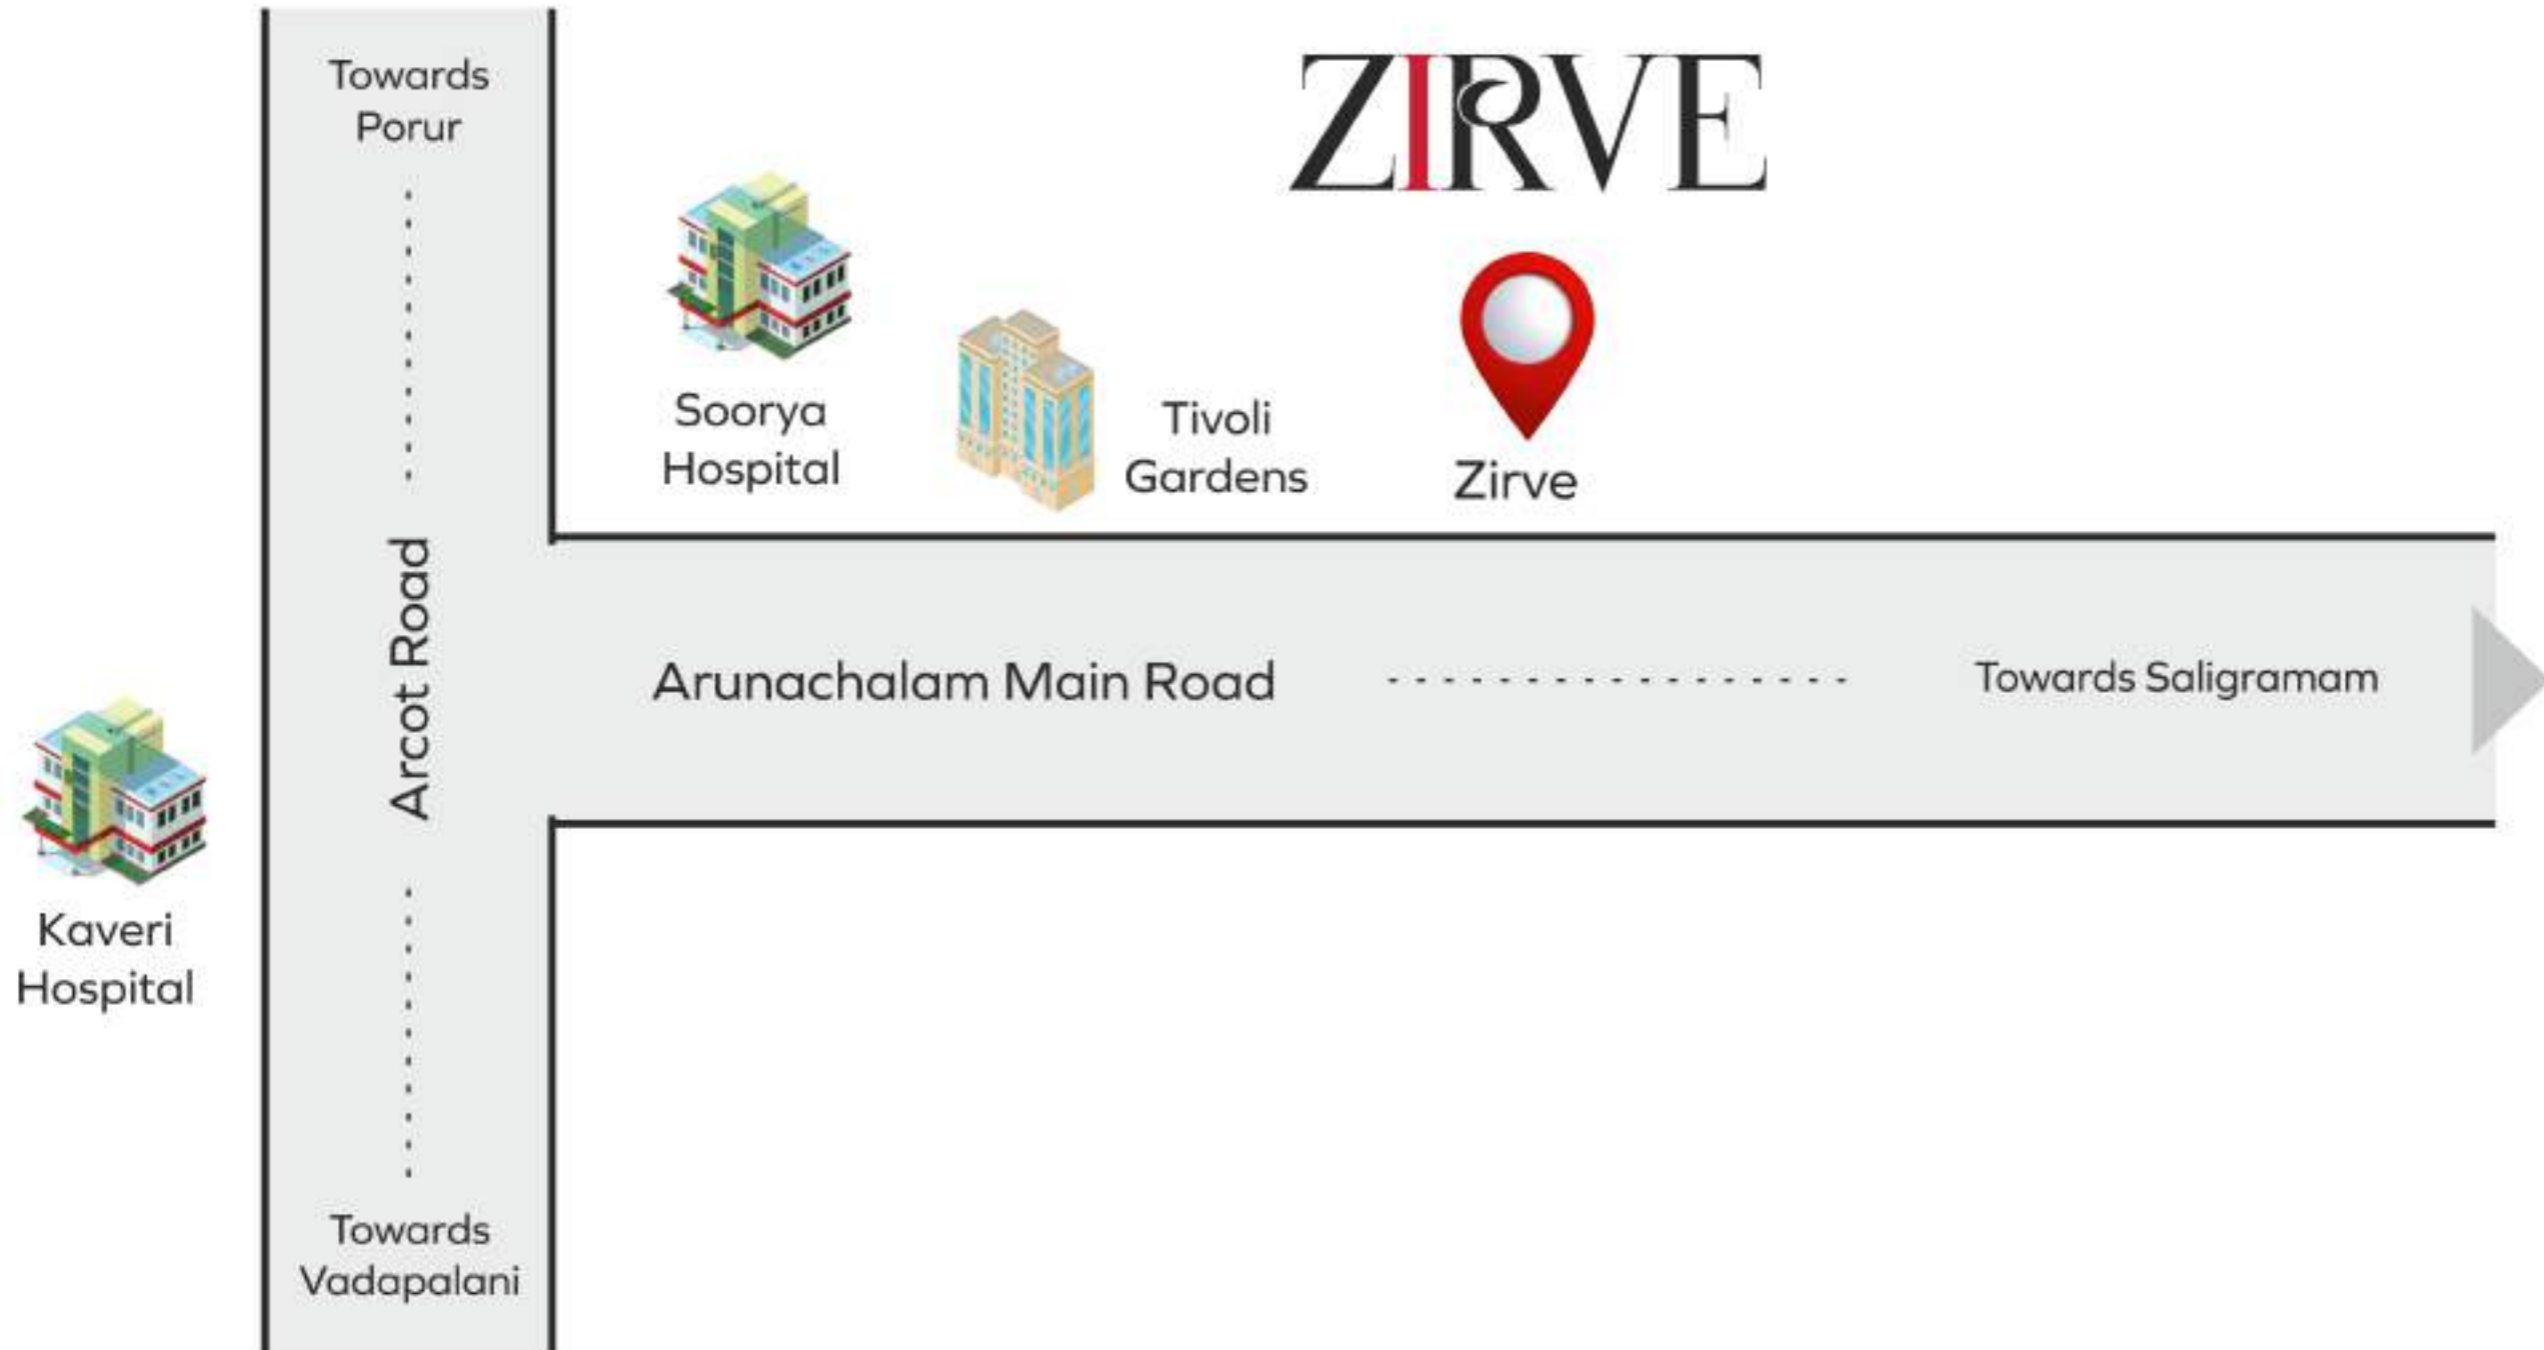 Towards
Porur
ZIRVE
Soorya
Hospital
Tivoli
Gardens
Zirve
Arcot Road
Arunachalam Main Road
Towards Saligramam
Kaveri
Hospital
Towards
Vadapalani